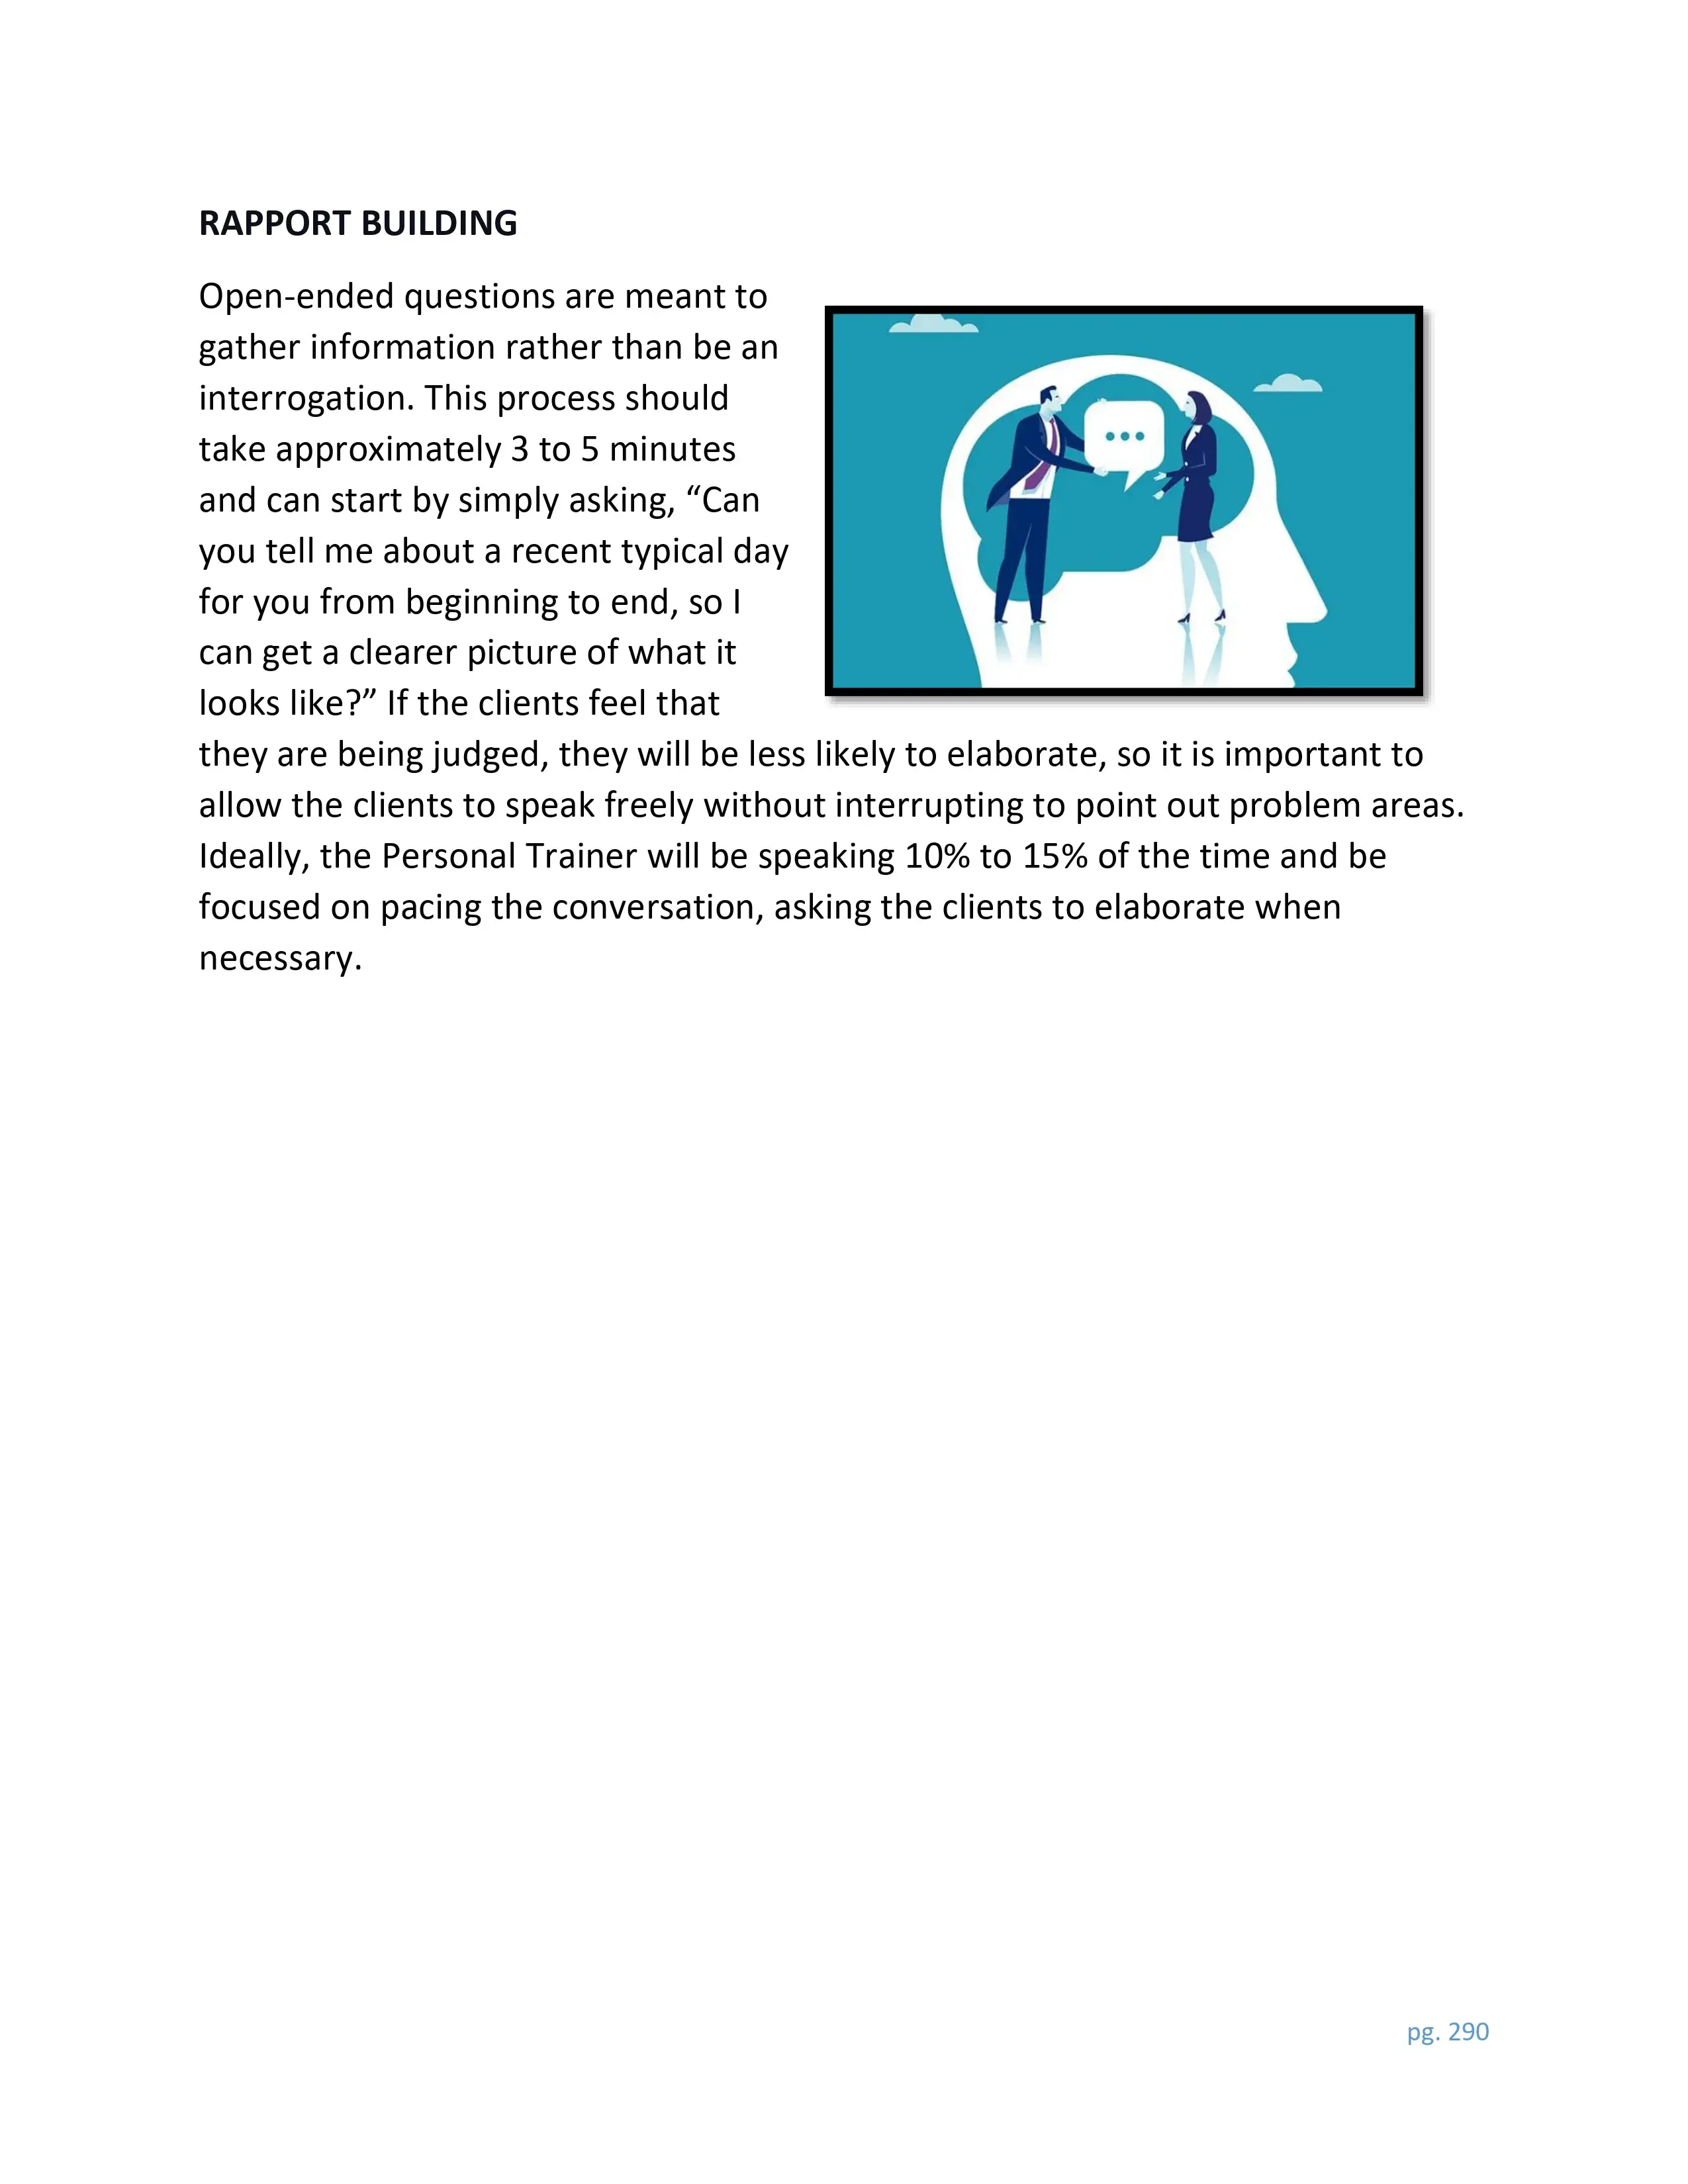 RAPPORT BUILDING
Open-ended questions are meant to
gather information rather than be an
interrogation. This process should
take approximately 3 to 5 minutes
and can start by simply asking, “Can
you tell me about a recent typical day
for you from beginning to end, so I
can get a clearer picture of what it
looks like?” If the clients feel that
they are being judged, they will be less likely to elaborate, so it is important to
allow the clients to speak freely without interrupting to point out problem areas.
Ideally, the Personal Trainer will be speaking 10% to 15% of the time and be
focused on pacing the conversation, asking the clients to elaborate when
necessary.
pg. 290